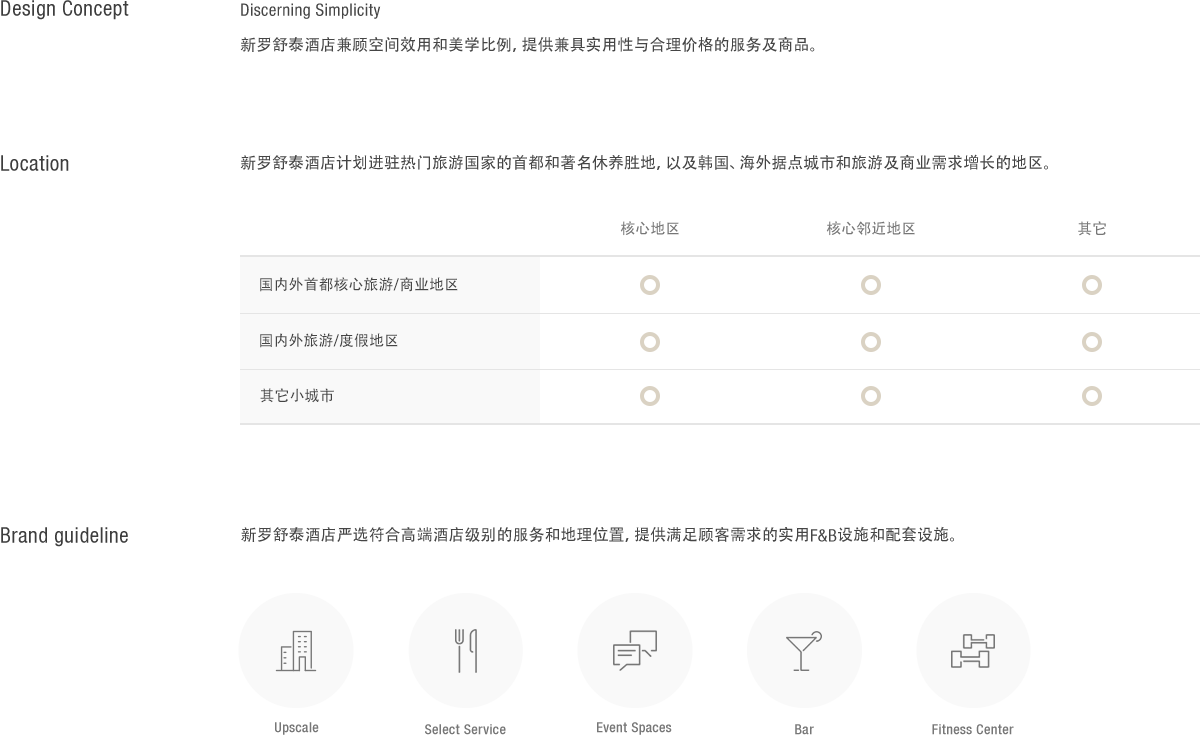 Design Concept
Discerning Simplicity
新罗舒泰酒店兼顾空间效用和美学比例, 提供兼具实用性与合理价格的服务及商品。
Location
新罗舒泰酒店计划进驻热门旅游国家的首都和著名休养胜地, 以及韩国、海外据点城市和旅游及商业需求增长的地区。
核心地区 核心邻近地区 其它
国内外首都核心旅游/商业地区
国内外旅游/度假地区
其它小城市
Brand guideline
新罗舒泰酒店严选符合高端酒店级别的服务和地理位置, 提供满足顾客需求的实用F&B设施和配套设施。
Upscale Select Service Event Spaces Bar Fitness Center